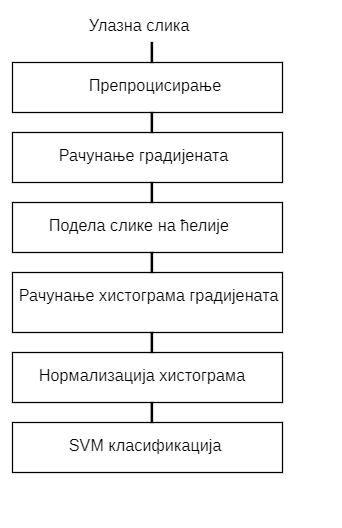 Улазна слика
Препроцисирање
Рачунање градијената
Подела слике на ћелије
Рачунање хистограма градијената
Нормализација хистограма
SVM класификација